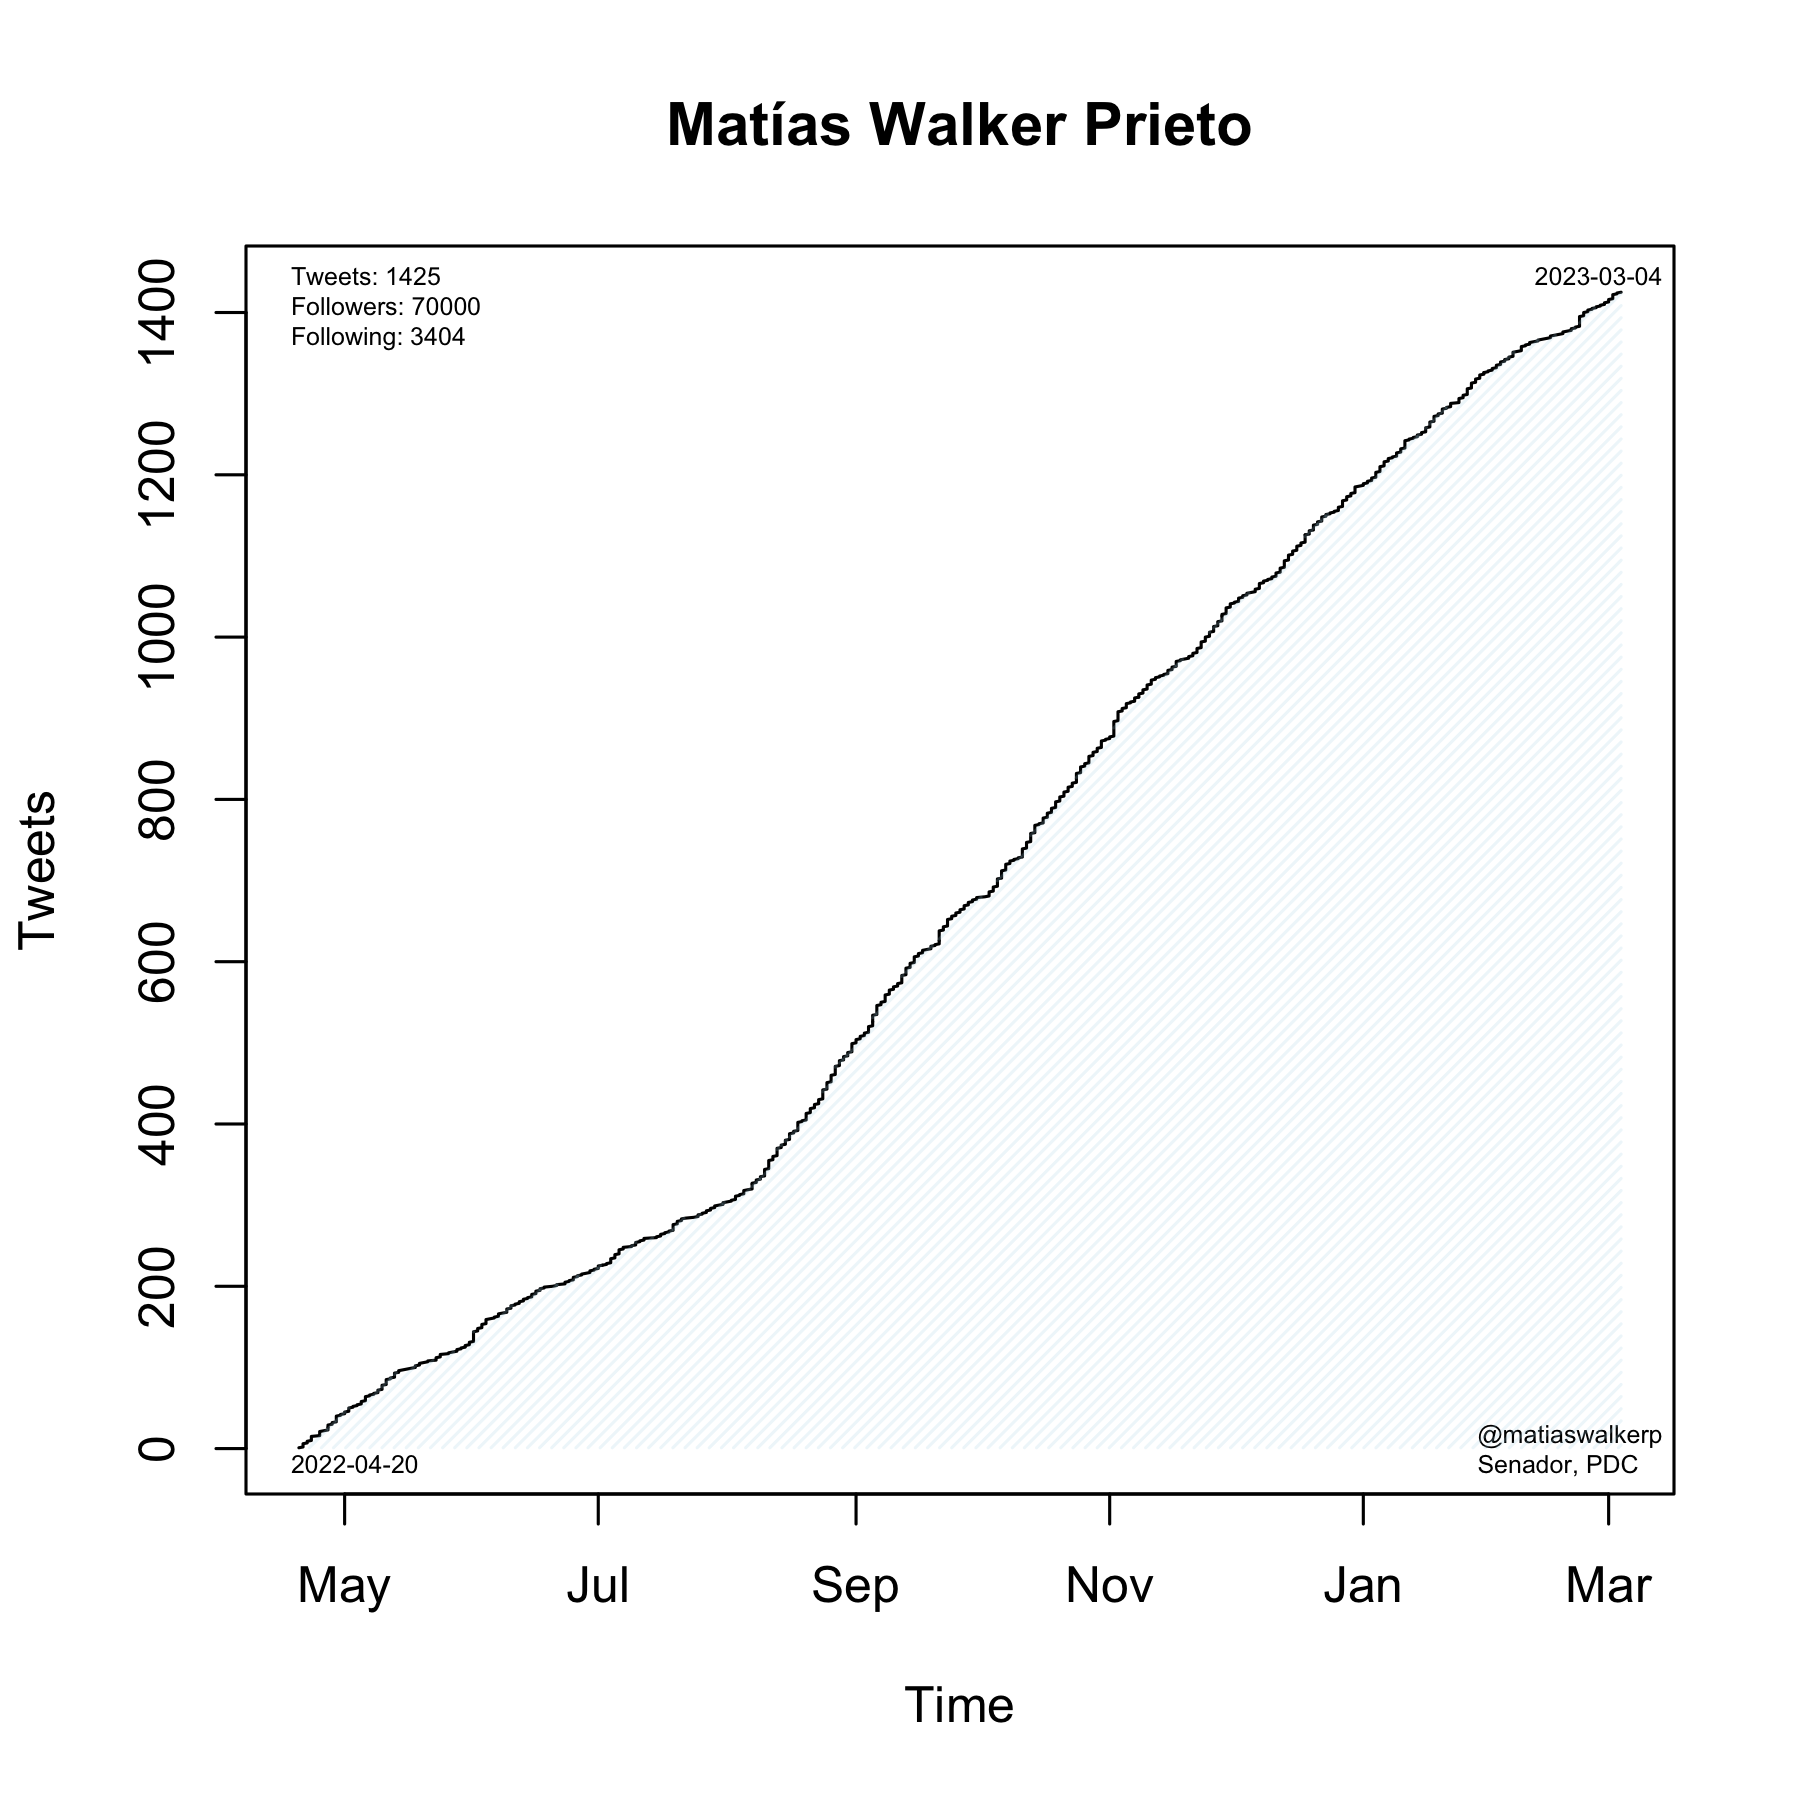 Matías Walker Prieto
Tweets: 1425
Followers: 70000
Following: 3404
2023-03-04
1400
1200
1000
800
600
400
200
0
Tweets
2022-04-20
@matiaswalkerp
Senador, PDC
May Jul Sep Nov Jan Mar
Time